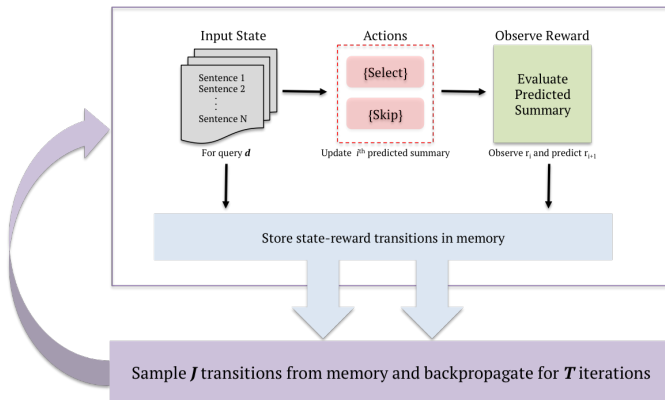 Input State
Actions
Observe Reward
Sentence 1
Sentence 2
.
.
.
Sentence N
{Select}
{Skip}
Evaluate
Predicted
Summary
For query d
Update iᵗʰ predicted summary
Observe rᵢ and predict rᵢ₊₁
Store state-reward transitions in memory
Sample J transitions from memory and backpropagate for T iterations